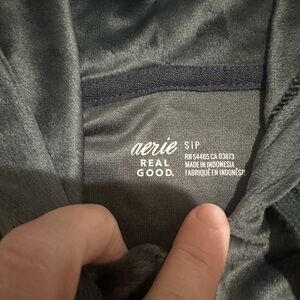 aerie
REAL
GOOD.
S | P
RN 54485 CA 03873
MADE IN INDONESIA
FABRIQUÉ EN INDONÉSIE